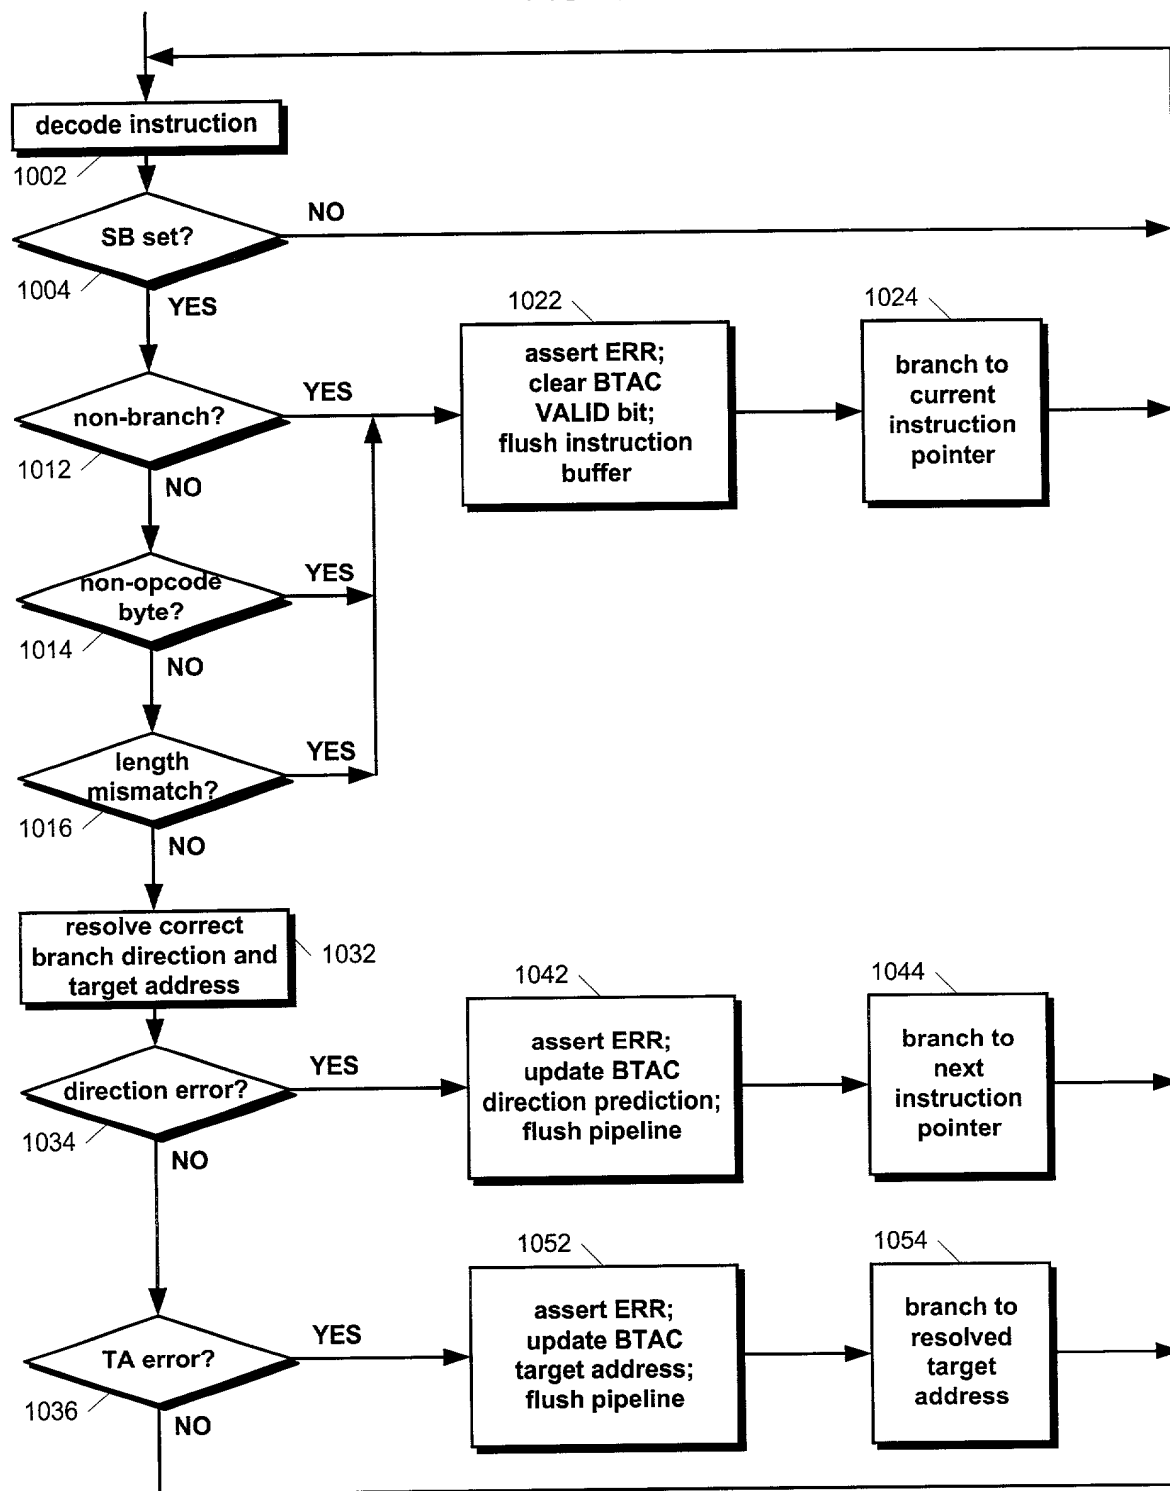 decode instruction
1002
SB set?
NO
1004
YES
non-branch?
YES
1012
NO
1022
assert ERR;
clear BTAC
VALID bit;
flush instruction
buffer
1024
branch to
current
instruction
pointer
non-opcode
byte?
YES
1014
NO
length
mismatch?
YES
1016
NO
resolve correct
branch direction and
target address
1032
direction error?
YES
1034
NO
1042
assert ERR;
update BTAC
direction prediction;
flush pipeline
1044
branch to
next
instruction
pointer
TA error?
YES
1036
NO
1052
assert ERR;
update BTAC
target address;
flush pipeline
1054
branch to
resolved
target
address